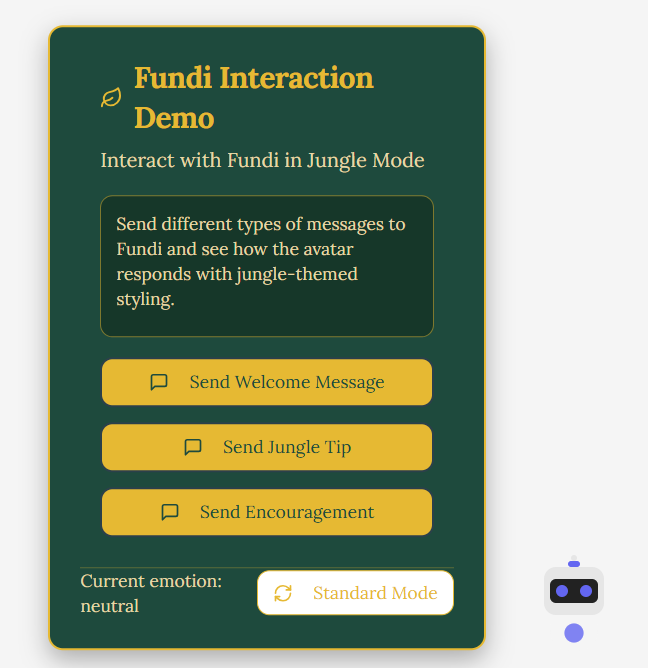 Fundi Interaction
Demo
Interact with Fundi in Jungle Mode
Send different types of messages to
Fundi and see how the avatar
responds with jungle-themed
styling.
Send Welcome Message
Send Jungle Tip
Send Encouragement
Current emotion:
neutral
Standard Mode